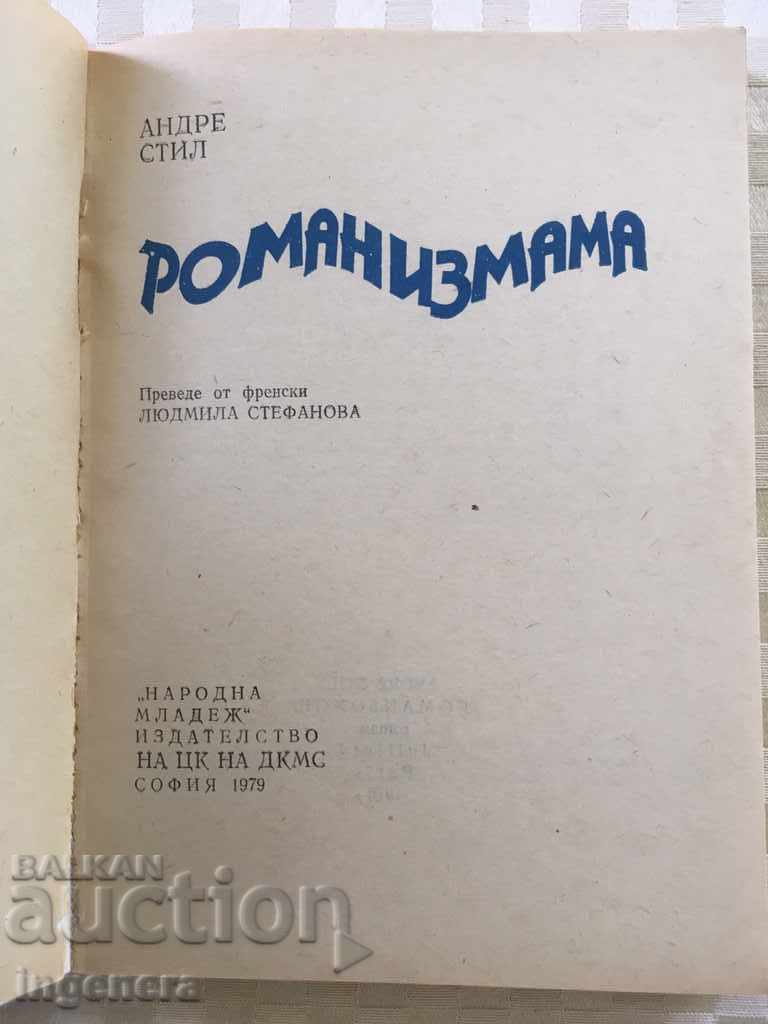 АНДРЕ
СТИЛ
РОМАНИЗМАМА
Преведе от френски
ЛЮДМИЛА СТЕФАНОВА
„НАРОДНА
МЛАДЕЖ“
ИЗДАТЕЛСТВО
НА ЦК НА ДКМС
СОФИЯ 1979
BALKAN
auction
ingenera